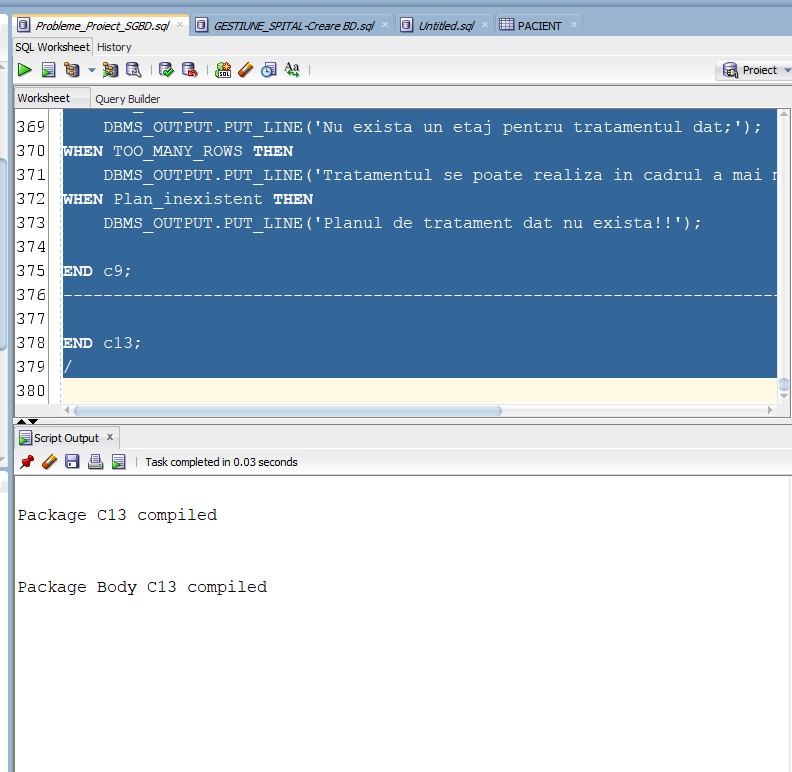 Probleme_Proiect_SGBD.sql × GESTIUNE_SPITAL-Creare BD.sql × Untitled.sql × PACIENT ×
SQL Worksheet History
SQL Aa Proiect
Worksheet Query Builder
369 DBMS_OUTPUT.PUT_LINE('Nu exista un etaj pentru tratamentul dat;');
370 WHEN TOO_MANY_ROWS THEN
371 DBMS_OUTPUT.PUT_LINE('Tratamentul se poate realiza in cadrul a mai
372 WHEN Plan_inexistent THEN
373 DBMS_OUTPUT.PUT_LINE('Planul de tratament dat nu exista!!');
374
375 END c9;
376 ------------------------------------------------------------------------
377
378 END c13;
379 /
380
Script Output ×
Task completed in 0.03 seconds
Package C13 compiled
Package Body C13 compiled